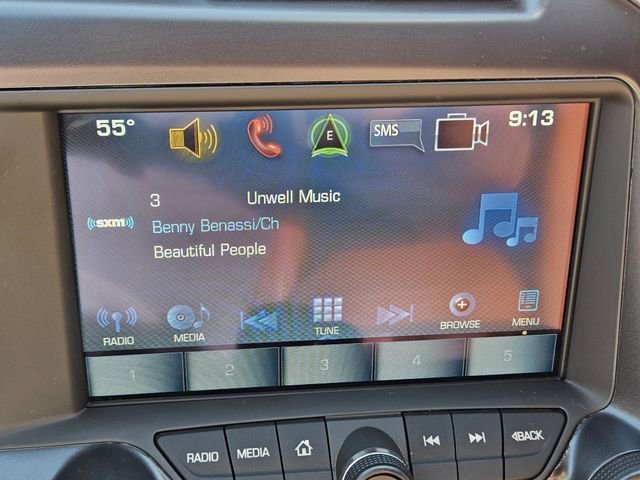 55°
E
SMS
9:13
3 Unwell Music
sxm
Benny Benassi/Ch
Beautiful People
RADIO MEDIA TUNE BROWSE MENU
1 2 3 4 5
RADIO MEDIA BACK